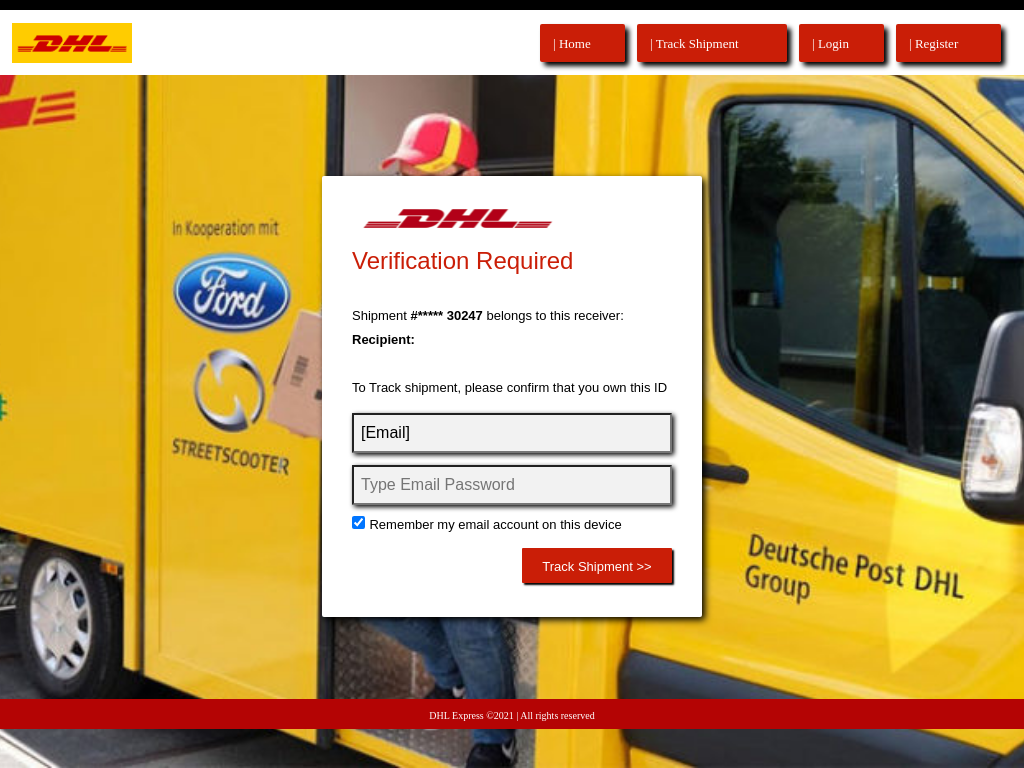 DHL
| Home
| Track Shipment
| Login
| Register
In Kooperation mit
Ford
STREETSCOOTER
DHL
Verification Required
Shipment #***** 30247 belongs to this receiver:
Recipient:
To Track shipment, please confirm that you own this ID
[Email]
Type Email Password
Remember my email account on this device
Track Shipment >>
Deutsche Post DHL
Group
DHL Express ©2021 | All rights reserved